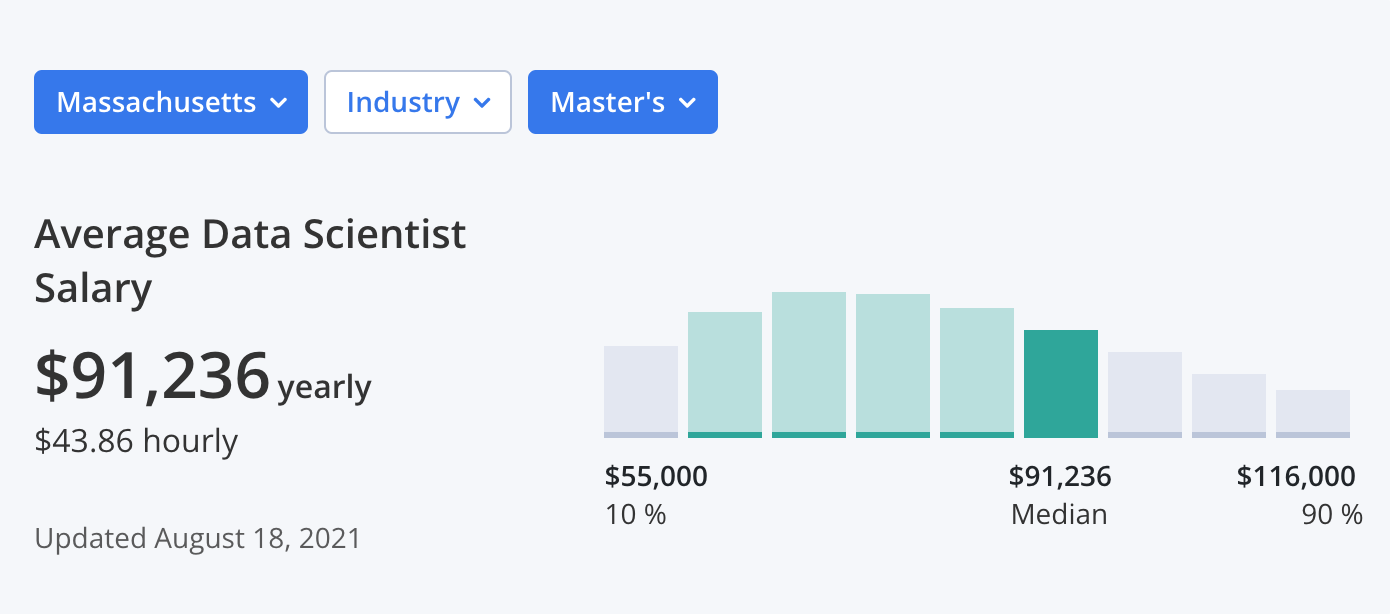 Massachusetts
Industry
Master's
Average Data Scientist
Salary
$91,236 yearly
$43.86 hourly
Updated August 18, 2021
$55,000
10 %
$91,236
Median
$116,000
90 %